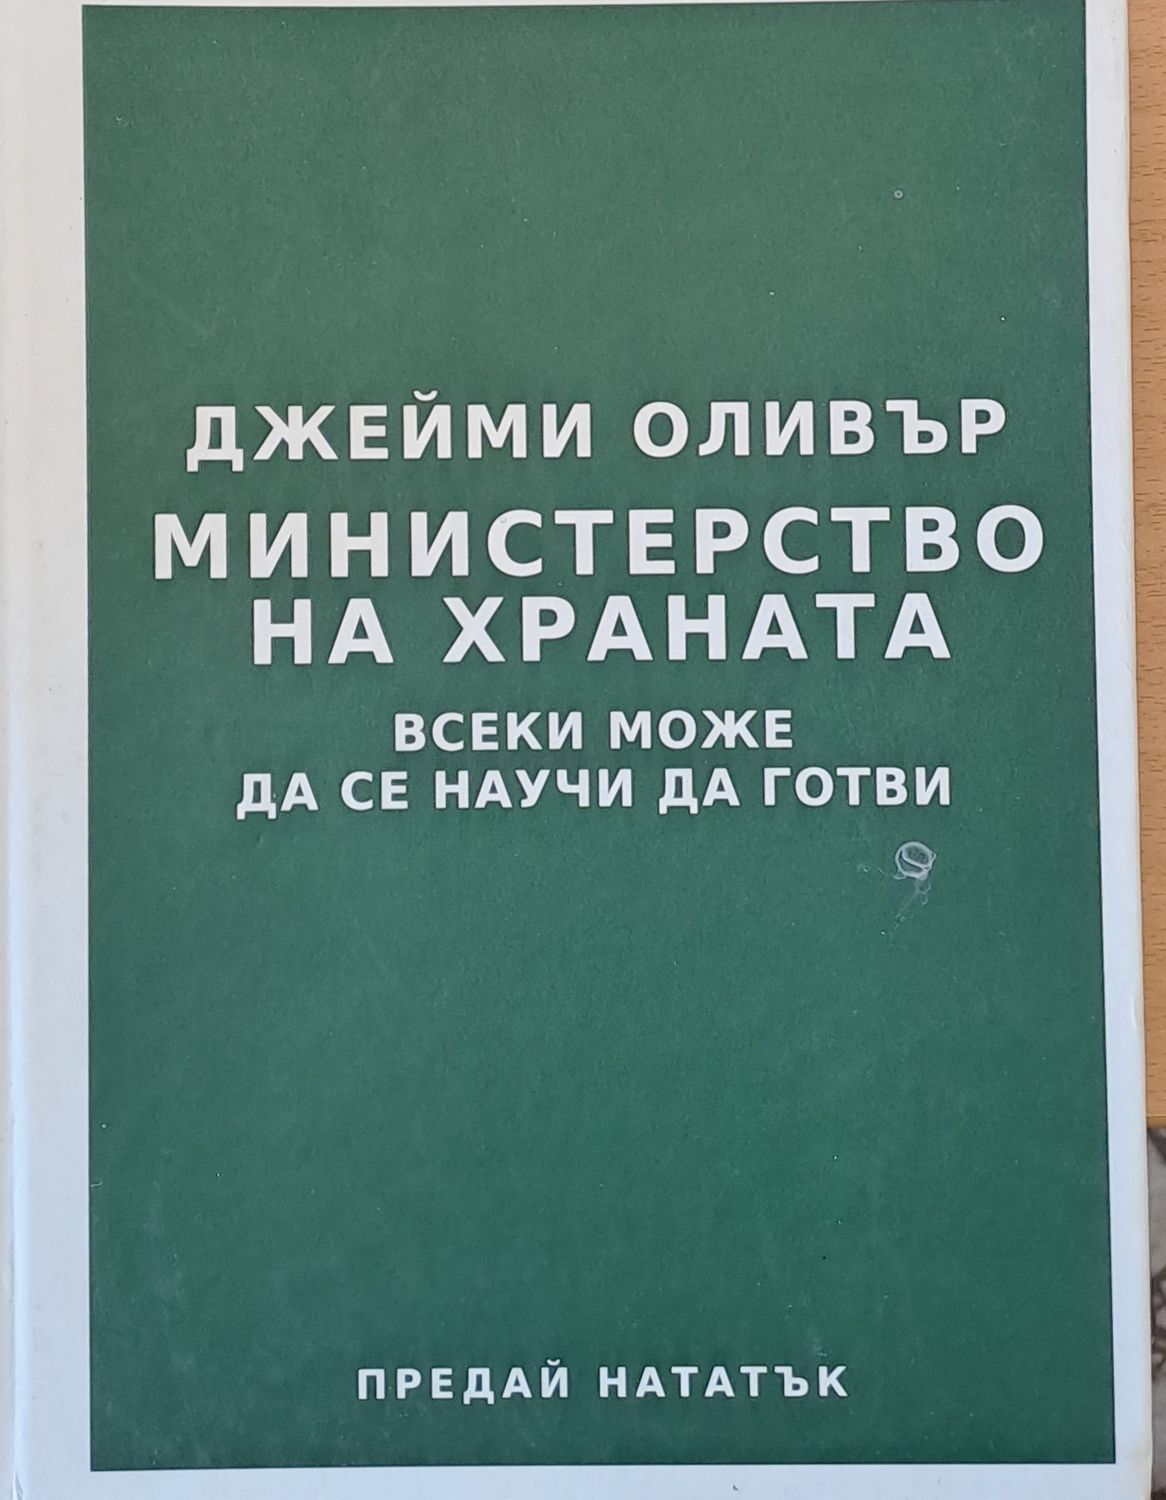 ДЖЕЙМИ ОЛИВЪР
МИНИСТЕРСТВО
НА ХРАНАТА
ВСЕКИ МОЖЕ
ДА СЕ НАУЧИ ДА ГОТВИ
ПРЕДАЙ НАТАТЪК